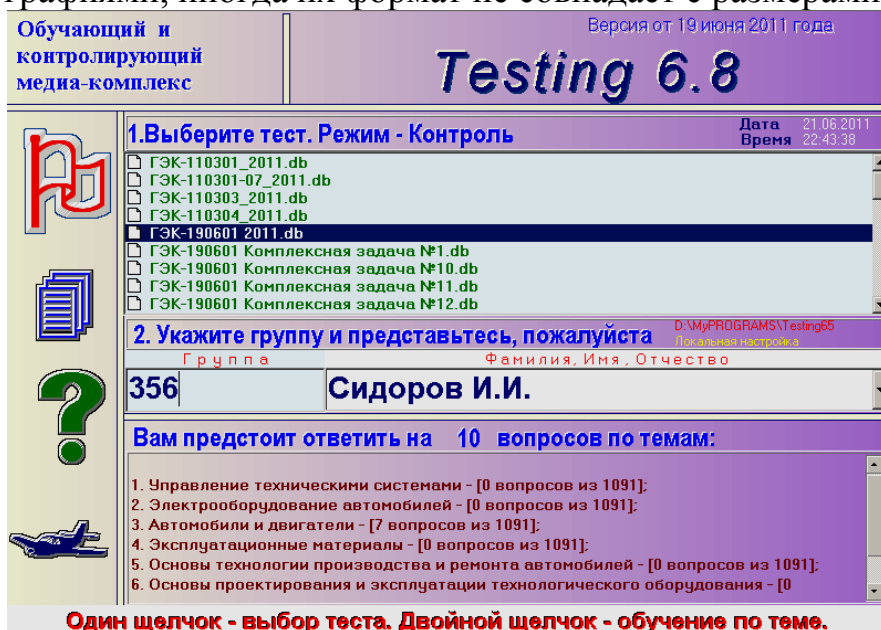 графиями, иногда их формат не совпадает с размерами
Обучающий и
контролирующий
медиа-комплекс
Версия от 19 июня 2011 года
Testing 6.8
1.Выберите тест. Режим - Контроль
Дата 21.06.2011
Время 22:43:38
ГЭК-110301_2011.db
ГЭК-110301-07_2011.db
ГЭК-110303_2011.db
ГЭК-110304_2011.db
ГЭК-190601 2011.db
ГЭК-190601 Комплексная задача №1.db
ГЭК-190601 Комплексная задача №10.db
ГЭК-190601 Комплексная задача №11.db
ГЭК-190601 Комплексная задача №12.db
2. Укажите группу и представьтесь, пожалуйста
D:\MyPROGRAMS\Testing65
Локальная настройка
Группа Фамилия, Имя, Отчество
356 Сидоров И.И.
Вам предстоит ответить на 10 вопросов по темам:
1. Управление техническими системами - [0 вопросов из 1091];
2. Электрооборудование автомобилей - [0 вопросов из 1091];
3. Автомобили и двигатели - [7 вопросов из 1091];
4. Эксплуатационные материалы - [0 вопросов из 1091];
5. Основы технологии производства и ремонта автомобилей - [0 вопросов из 1091];
6. Основы проектирования и эксплуатации технологического оборудования - [0
Один щелчок - выбор теста. Двойной щелчок - обучение по теме.